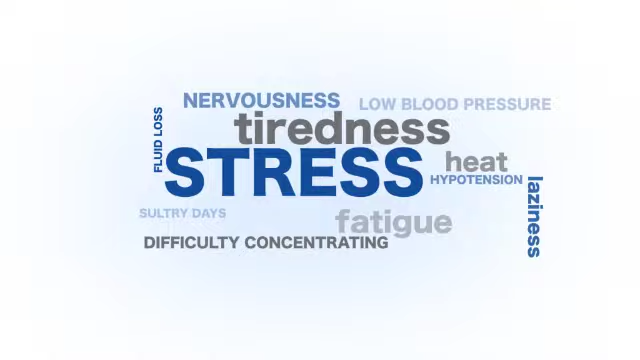 NERVOUSNESS
LOW BLOOD PRESSURE
FLUID LOSS
tiredness
STRESS
heat
HYPOTENSION
laziness
SULTRY DAYS
fatigue
DIFFICULTY CONCENTRATING